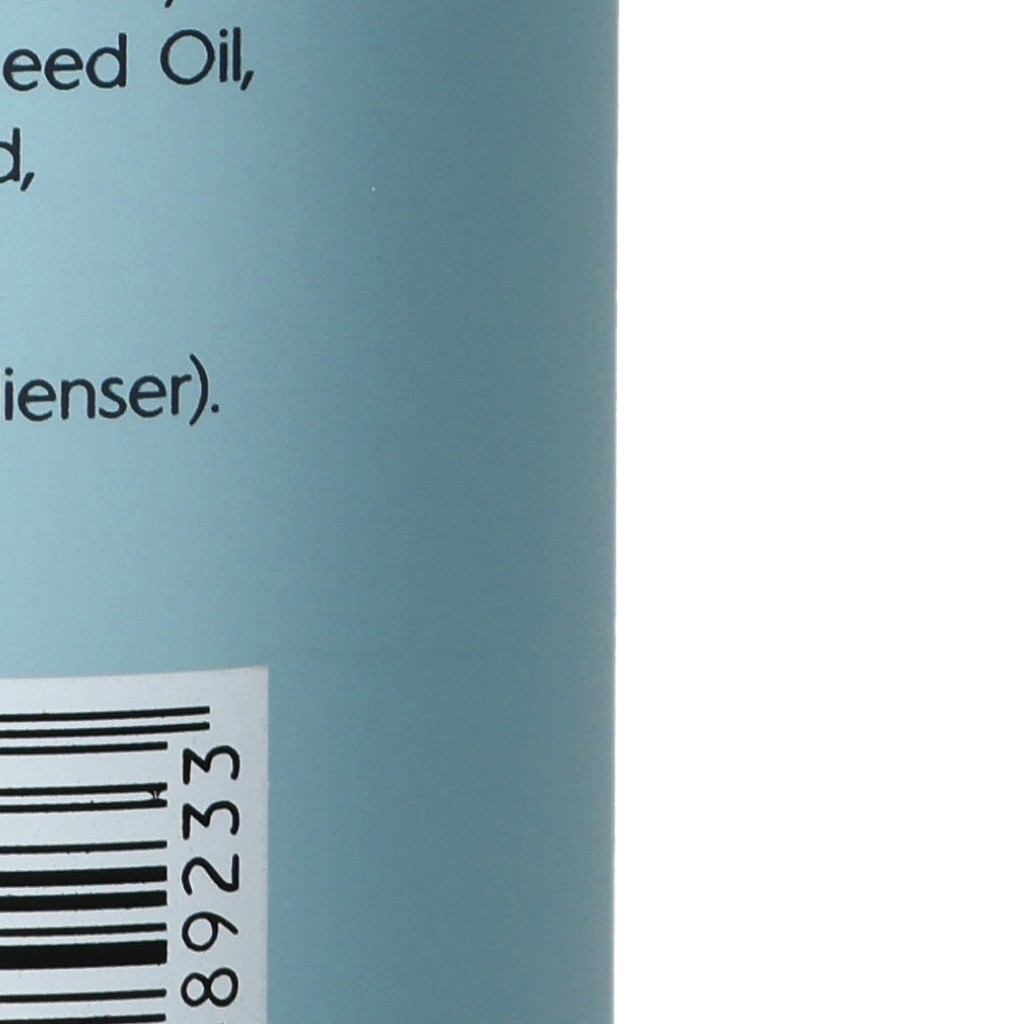 eed Oil,
d,
ienser).
89233